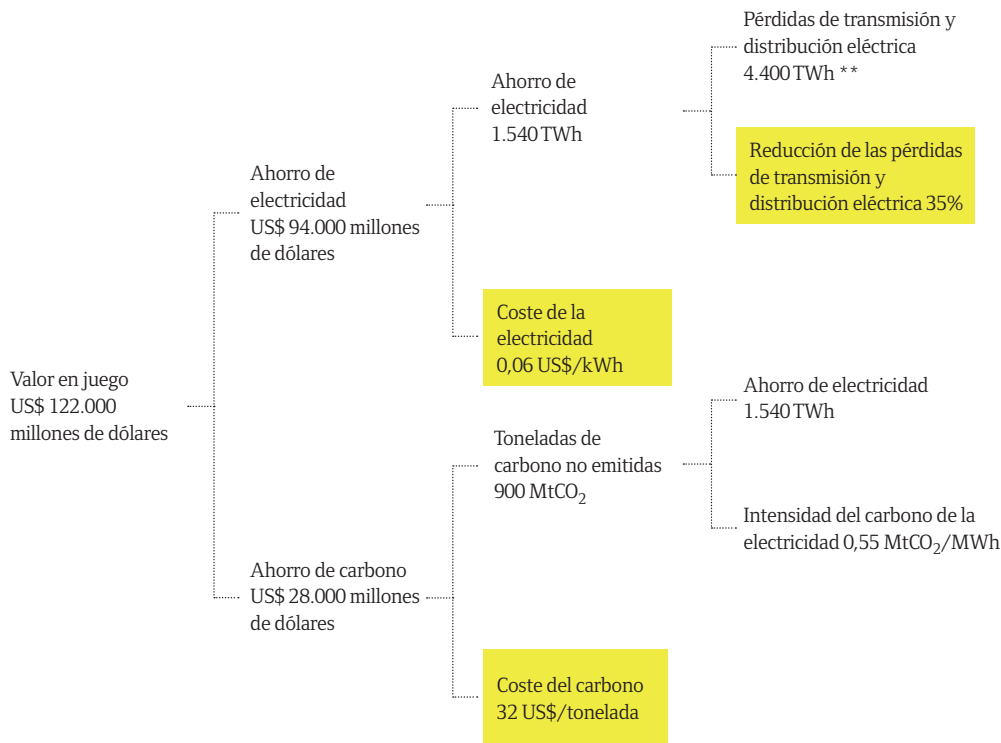 Valor en juego
US$ 122.000
millones de dólares
Ahorro de
electricidad
US$ 94.000 millones
de dólares
Ahorro de
electricidad
1.540 TWh
Pérdidas de transmisión y
distribución eléctrica
4.400 TWh **
Reducción de las pérdidas
de transmisión y
distribución eléctrica 35%
Coste de la
electricidad
0,06 US$/kWh
Ahorro de carbono
US$ 28.000 millones
de dólares
Toneladas de
carbono no emitidas
900 MtCO2
Ahorro de electricidad
1.540 TWh
Intensidad del carbono de la
electricidad 0,55 MtCO2/MWh
Coste del carbono
32 US$/tonelada